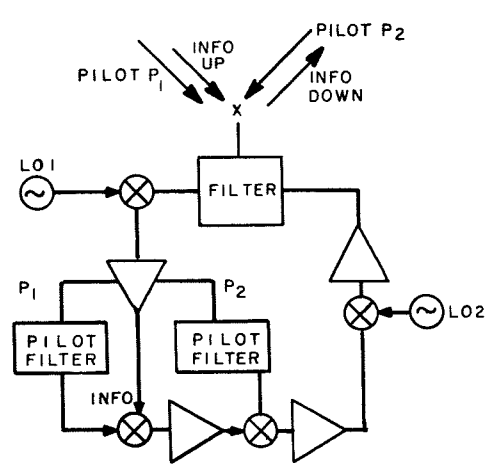 PILOT P2
INFO
UP
PILOT P1
INFO
DOWN
X
LO1
FILTER
P1
P2
LO2
PILOT
FILTER
PILOT
FILTER
INFO